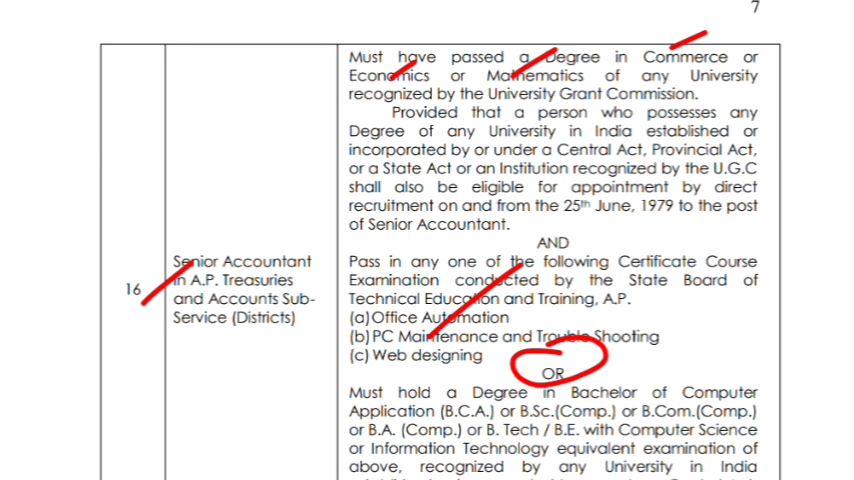 7
Must have passed a Degree in Commerce or
Economics or Mathematics of any University
recognized by the University Grant Commission.
Provided that a person who possesses any
Degree of any University in India established or
incorporated by or under a Central Act, Provincial Act,
or a State Act or an Institution recognized by the U.G.C
shall also be eligible for appointment by direct
recruitment on and from the 25th June, 1979 to the post
of Senior Accountant.
AND
16
Senior Accountant
in A.P. Treasuries
and Accounts Sub-
Service (Districts)
Pass in any one of the following Certificate Course
Examination conducted by the State Board of
Technical Education and Training, A.P.
(a) Office Automation
(b) PC Maintenance and Trouble Shooting
(c) Web designing
OR
Must hold a Degree in Bachelor of Computer
Application (B.C.A.) or B.Sc.(Comp.) or B.Com.(Comp.)
or B.A. (Comp.) or B. Tech / B.E. with Computer Science
or Information Technology equivalent examination of
above, recognized by any University in India